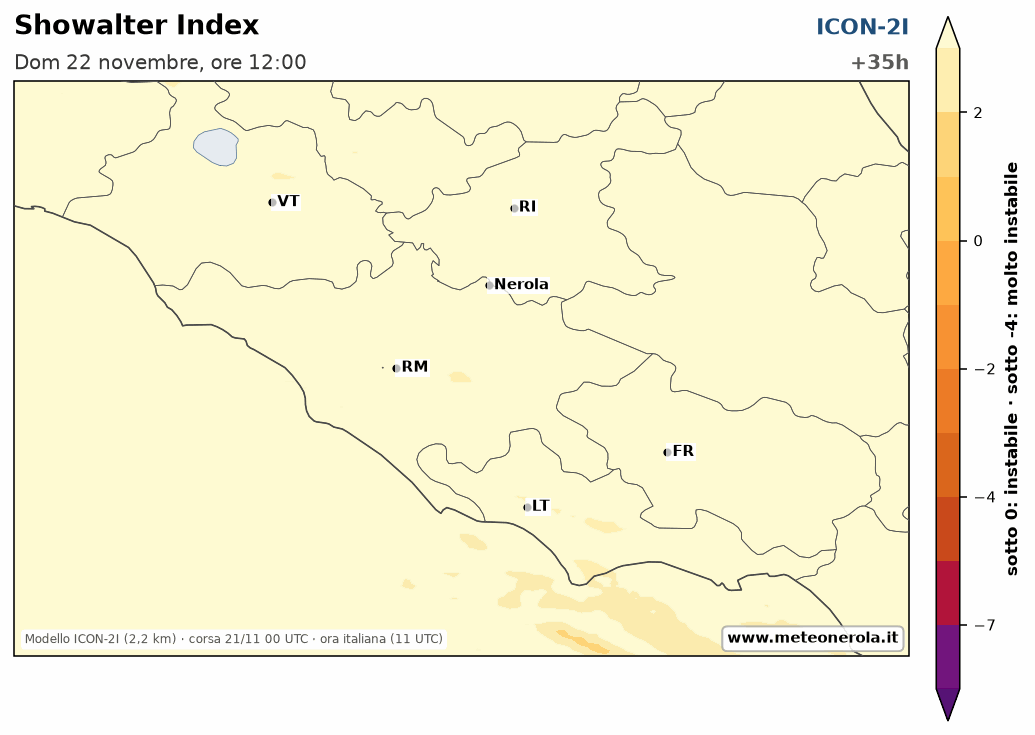 Showalter Index
ICON-2I
Dom 22 novembre, ore 12:00
+35h
VT
RI
Nerola
RM
FR
LT
Modello ICON-2I (2,2 km) · corsa 21/11 00 UTC · ora italiana (11 UTC)
www.meteonerola.it
2
0
−2
−4
−7
sotto 0: instabile · sotto -4: molto instabile